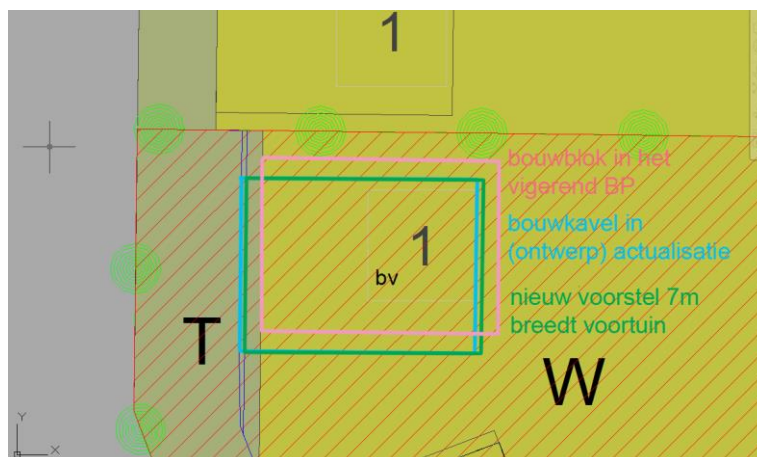 1
bouwblok in het
vigerend BP
bouwkavel in
(ontwerp) actualisatie
1
bv
nieuw voorstel 7m
breedt voortuin
T
W
Y
X